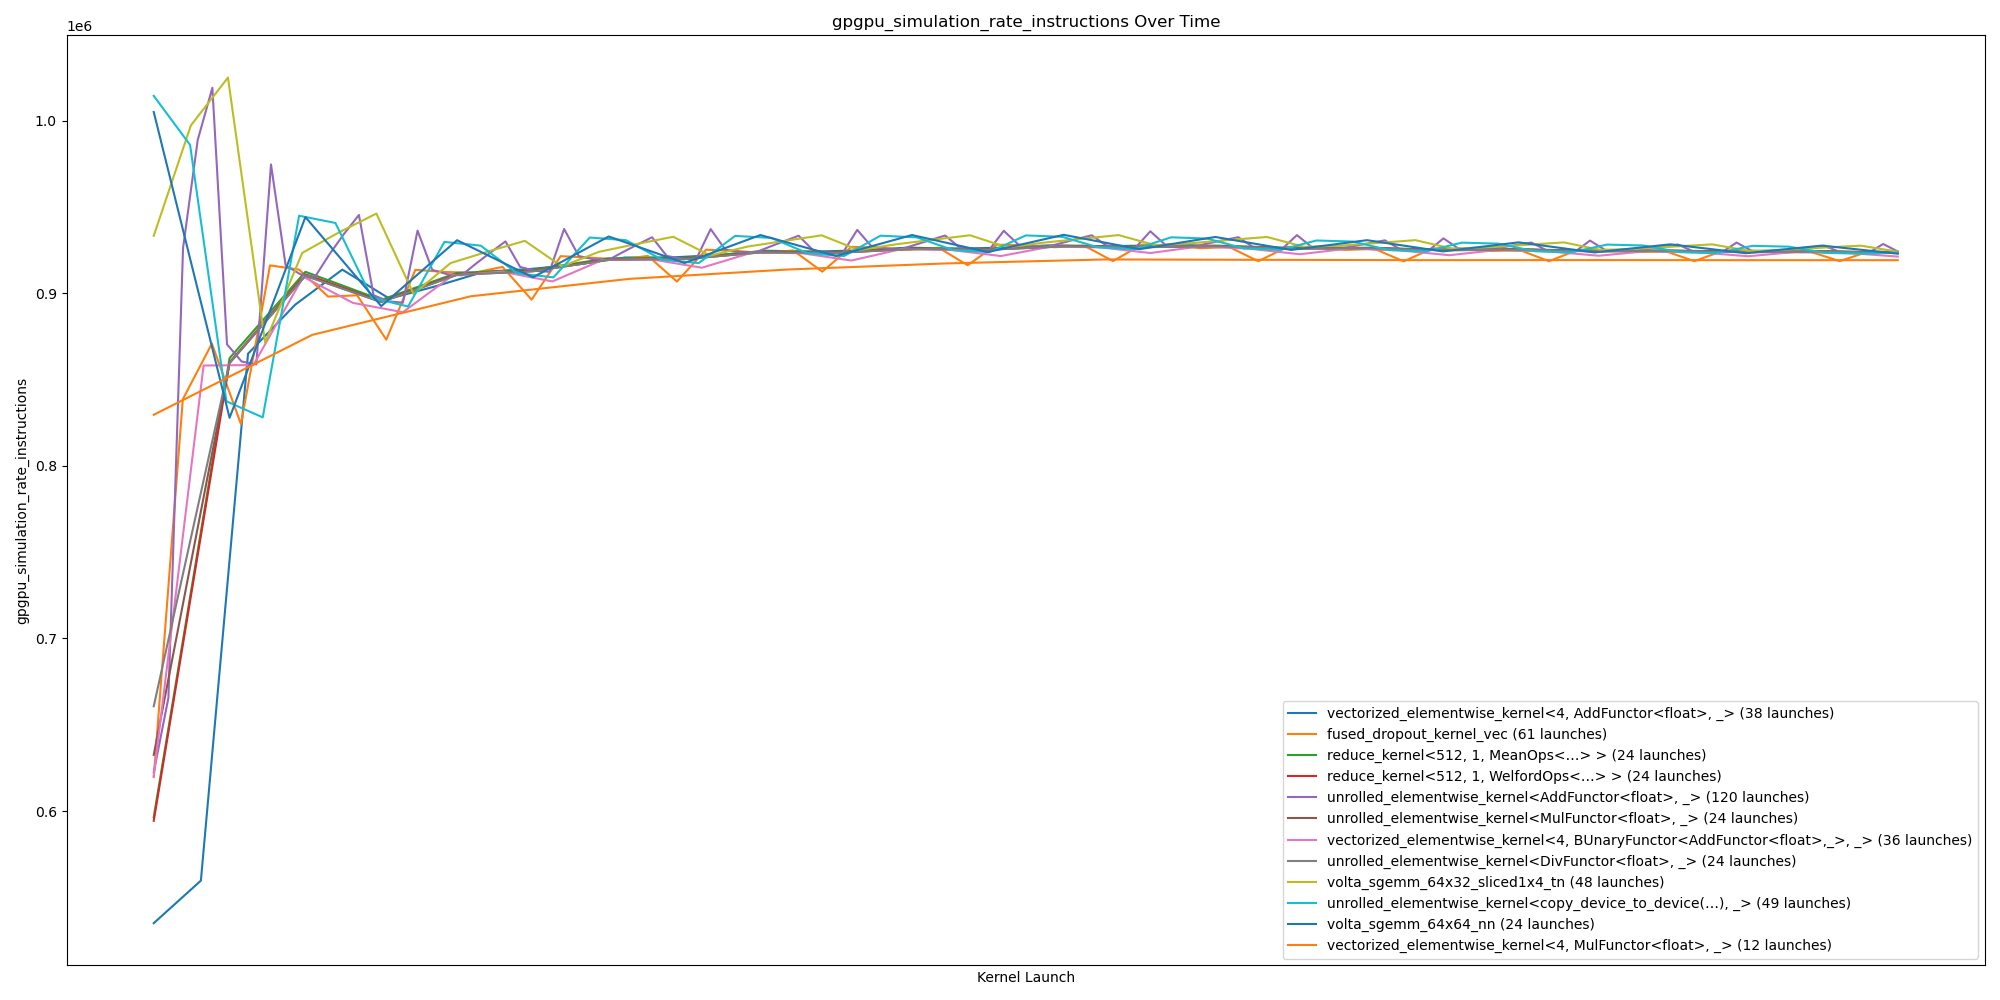 gpgpu_simulation_rate_instructions Over Time
1e6
1.0
0.9
0.8
0.7
0.6
gpgpu_simulation_rate_instructions
Kernel Launch
vectorized_elementwise_kernel<4, AddFunctor<float>, _> (38 launches)
fused_dropout_kernel_vec (61 launches)
reduce_kernel<512, 1, MeanOps<...> > (24 launches)
reduce_kernel<512, 1, WelfordOps<...> > (24 launches)
unrolled_elementwise_kernel<AddFunctor<float>, _> (120 launches)
unrolled_elementwise_kernel<MulFunctor<float>, _> (24 launches)
vectorized_elementwise_kernel<4, BUnaryFunctor<AddFunctor<float>,_>, _> (36 launches)
unrolled_elementwise_kernel<DivFunctor<float>, _> (24 launches)
volta_sgemm_64x32_sliced1x4_tn (48 launches)
unrolled_elementwise_kernel<copy_device_to_device(...), _> (49 launches)
volta_sgemm_64x64_nn (24 launches)
vectorized_elementwise_kernel<4, MulFunctor<float>, _> (12 launches)